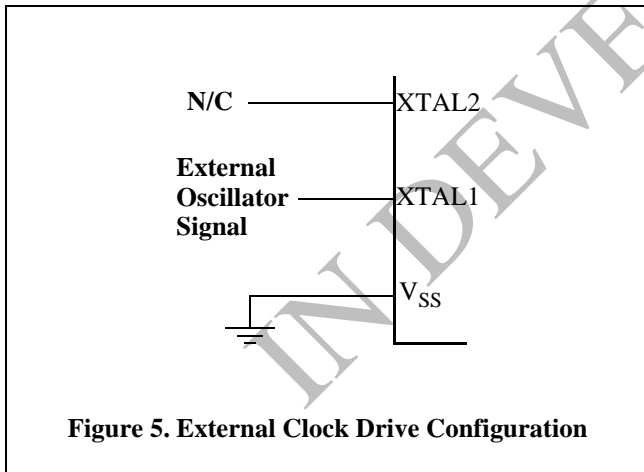 N/C
XTAL2
External
Oscillator
Signal
XTAL1
VSS
IN DEVE
Figure 5. External Clock Drive Configuration